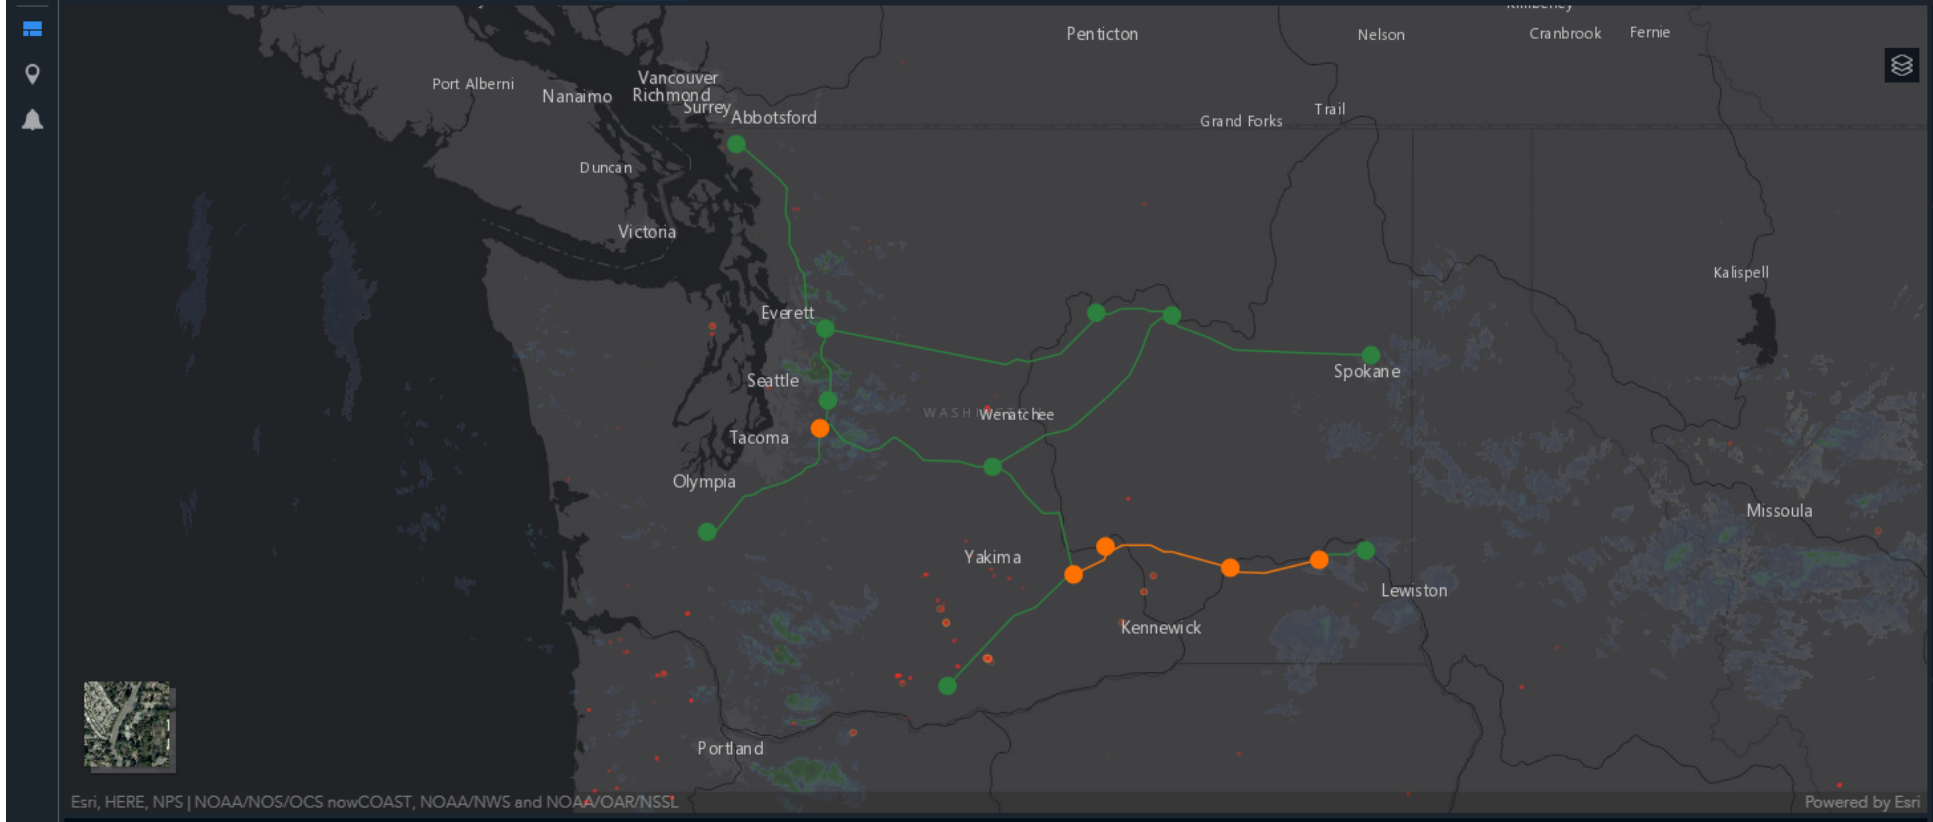 Kimberley
Penticton
Nelson
Cranbrook
Fernie
Port Alberni
Vancouver
Nanaimo
Richmond
Surrey
Abbotsford
Trail
Grand Forks
Duncan
Victoria
Kalispell
Everett
Spokane
Seattle
WASHINGTON
Wenatchee
Tacoma
Olympia
Missoula
Yakima
Lewiston
Kennewick
Portland
Esri, HERE, NPS | NOAA/NOS/OCS nowCOAST, NOAA/NWS and NOAA/OAR/NSSL
Powered by Esri